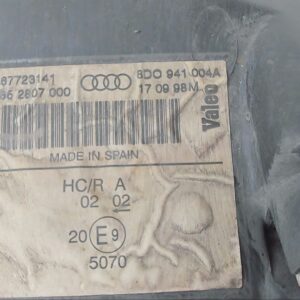 67723141 8D0 941 004A
2807 000 17 09 98M
Valeo
MADE IN SPAIN
HC/R A
02 02
20 E9
5070